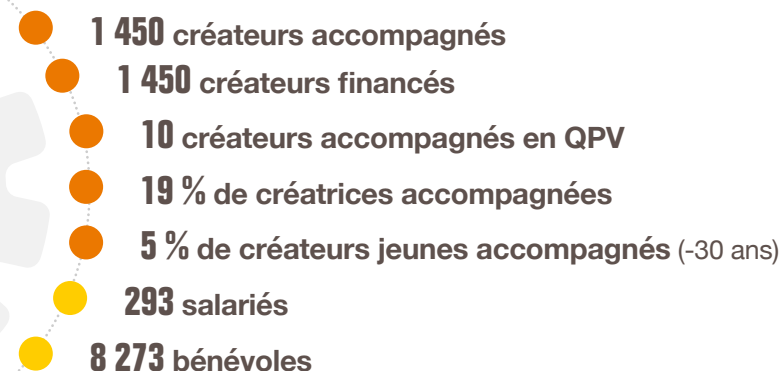 1 450 créateurs accompagnés
1 450 créateurs financés
10 créateurs accompagnés en QPV
19 % de créatrices accompagnées
5 % de créateurs jeunes accompagnés (-30 ans)
293 salariés
8 273 bénévoles